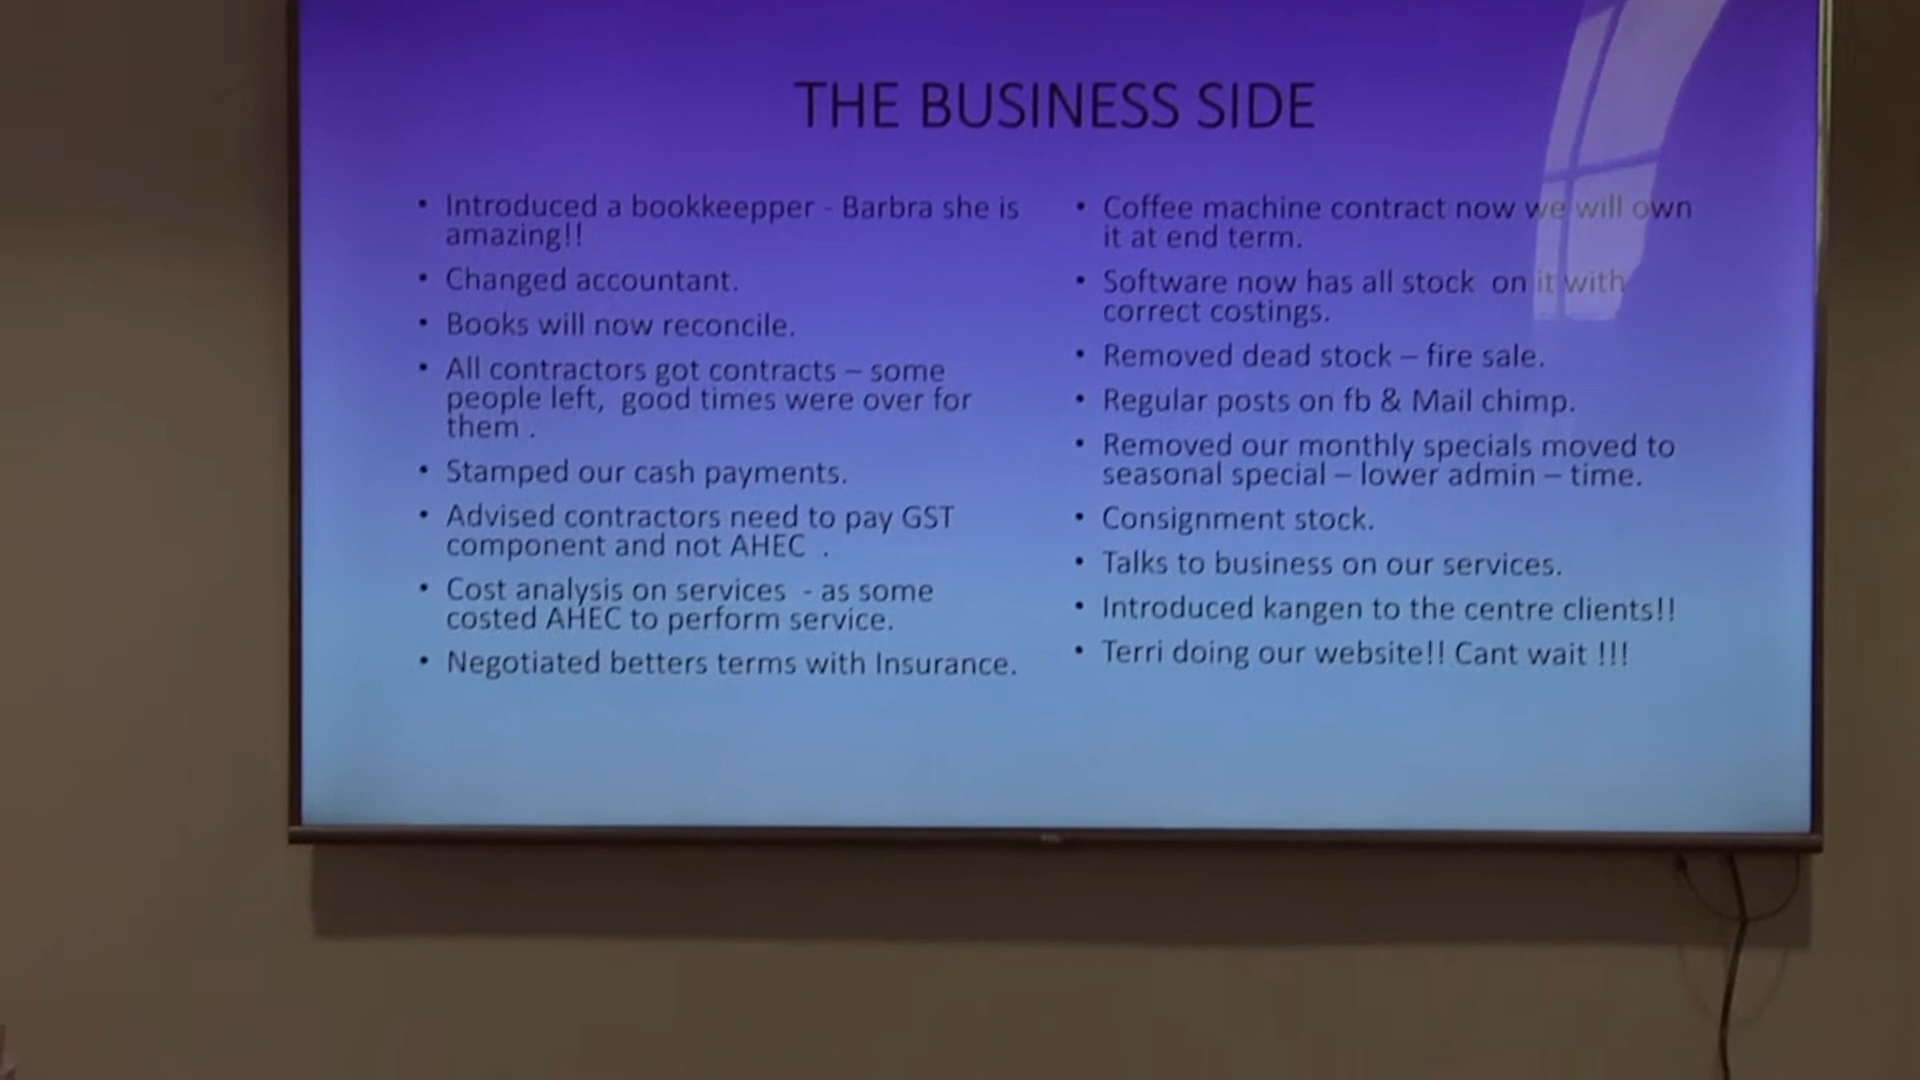 THE BUSINESS SIDE
• Introduced a bookkeepper - Barbra she is
amazing!!
• Changed accountant.
• Books will now reconcile.
• All contractors got contracts – some
people left, good times were over for
them .
• Stamped our cash payments.
• Advised contractors need to pay GST
component and not AHEC .
• Cost analysis on services - as some
costed AHEC to perform service.
• Negotiated betters terms with Insurance.
• Coffee machine contract now we will own
it at end term.
• Software now has all stock on it with
correct costings.
• Removed dead stock – fire sale.
• Regular posts on fb & Mail chimp.
• Removed our monthly specials moved to
seasonal special – lower admin – time.
• Consignment stock.
• Talks to business on our services.
• Introduced kangen to the centre clients!!
• Terri doing our website!! Cant wait !!!